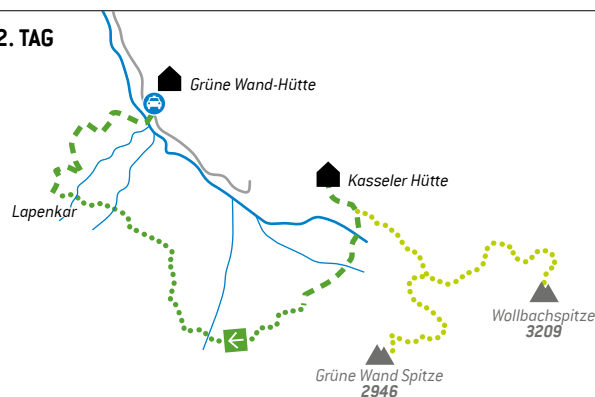 2. TAG
Grüne Wand-Hütte
Kasseler Hütte
Lapenkar
Wollbachspitze
3209
Grüne Wand Spitze
2946